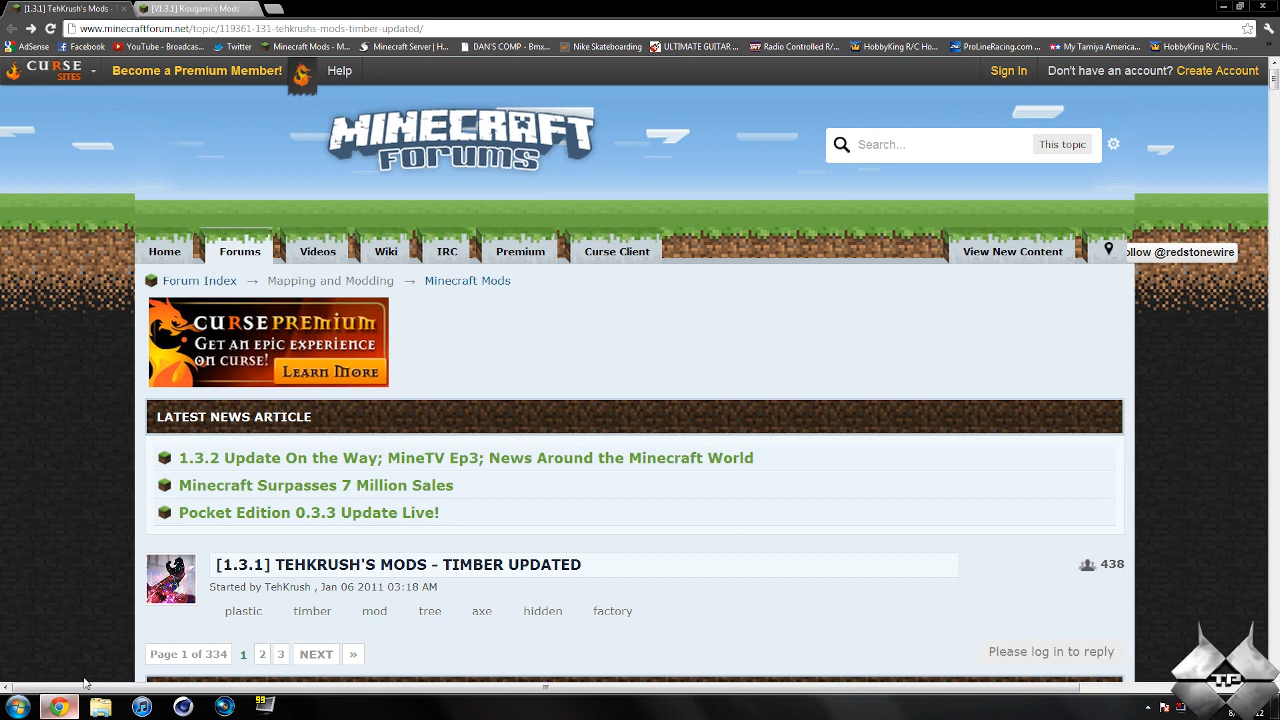 [1.3.1] TehKrush's Mods - T
[V1.3.1] Risugami's Mods
www.minecraftforum.net/topic/119361-131-tehkrushs-mods-timber-updated/
AdSense
Facebook
YouTube - Broadcas...
Twitter
Minecraft Mods - M...
Minecraft Server | H...
DAN'S COMP - Bmx...
Nike Skateboarding
ULTIMATE GUITAR ...
Radio Controlled R/...
HobbyKing R/C Ho...
ProLineRacing.com ...
My Tamiya America...
HobbyKing R/C Ho...
CURSE SITES
Become a Premium Member!
Help
Sign In
Don't have an account? Create Account
MINECRAFT
FORUMS
Search...
This topic
Home
Forums
Videos
Wiki
IRC
Premium
Curse Client
View New Content
ollow @redstonewire
Forum Index → Mapping and Modding → Minecraft Mods
CURSE PREMIUM
GET AN EPIC EXPERIENCE
ON CURSE!
LEARN MORE
LATEST NEWS ARTICLE
1.3.2 Update On the Way; MineTV Ep3; News Around the Minecraft World
Minecraft Surpasses 7 Million Sales
Pocket Edition 0.3.3 Update Live!
[1.3.1] TEHKRUSH'S MODS - TIMBER UPDATED
438
Started by TehKrush , Jan 06 2011 03:18 AM
plastic timber mod tree axe hidden factory
Page 1 of 334 1 2 3 NEXT »
Please log in to reply
TP
99